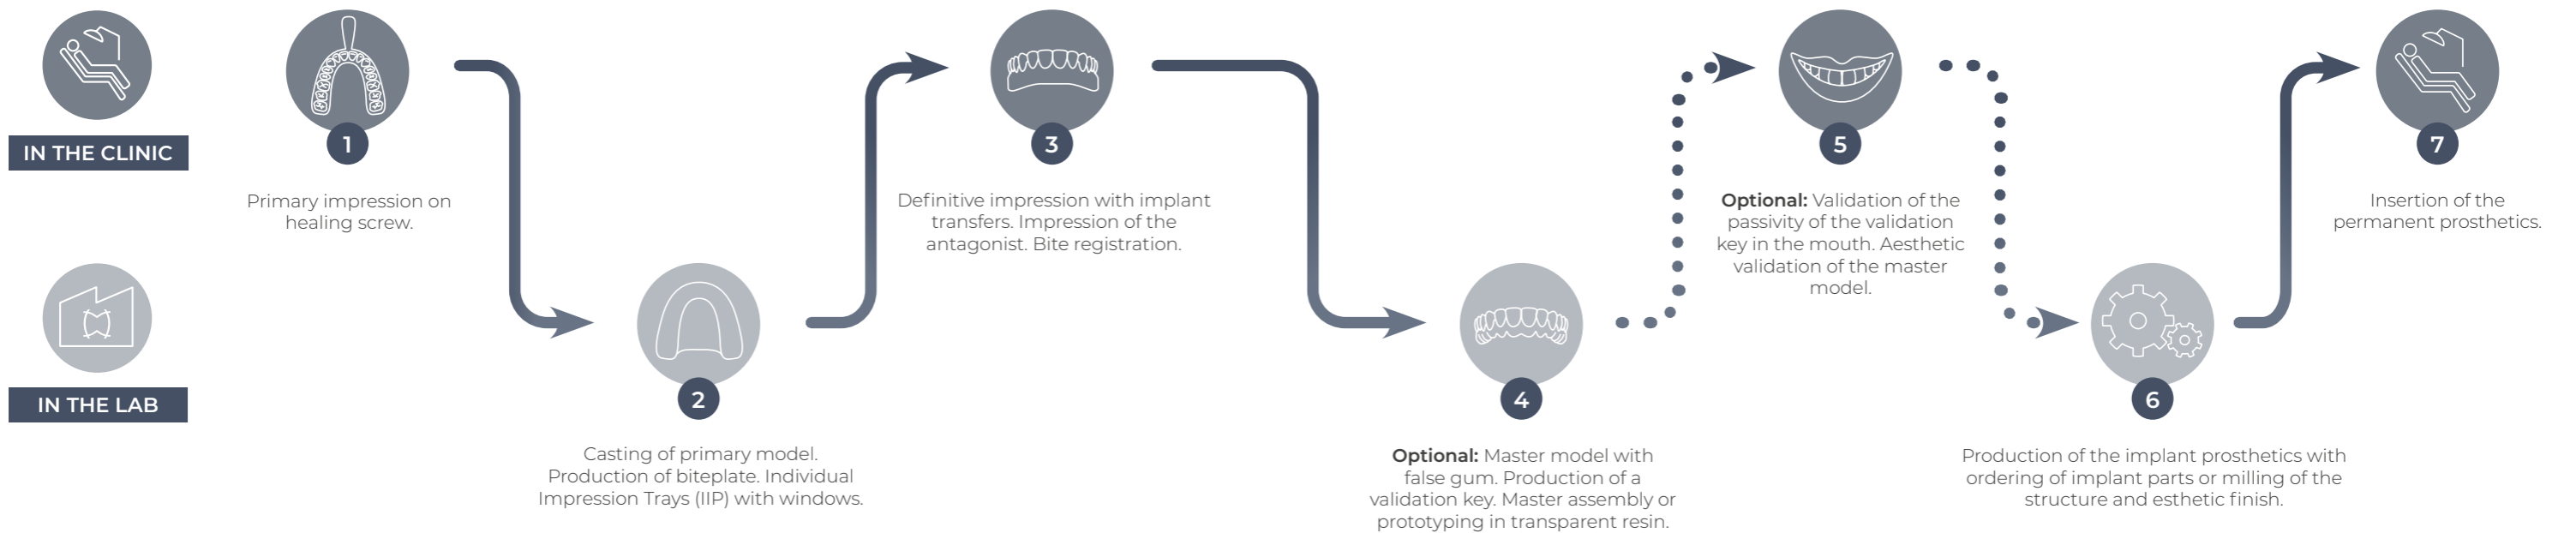 IN THE CLINIC
1
Primary impression on
healing screw.
3
Definitive impression with implant
transfers. Impression of the
antagonist. Bite registration.
5
Optional: Validation of the
passivity of the validation
key in the mouth. Aesthetic
validation of the master
model.
7
Insertion of the
permanent prosthetics.
IN THE LAB
2
Casting of primary model.
Production of biteplate. Individual
Impression Trays (IIP) with windows.
4
Optional: Master model with
false gum. Production of a
validation key. Master assembly or
prototyping in transparent resin.
6
Production of the implant prosthetics with
ordering of implant parts or milling of the
structure and esthetic finish.